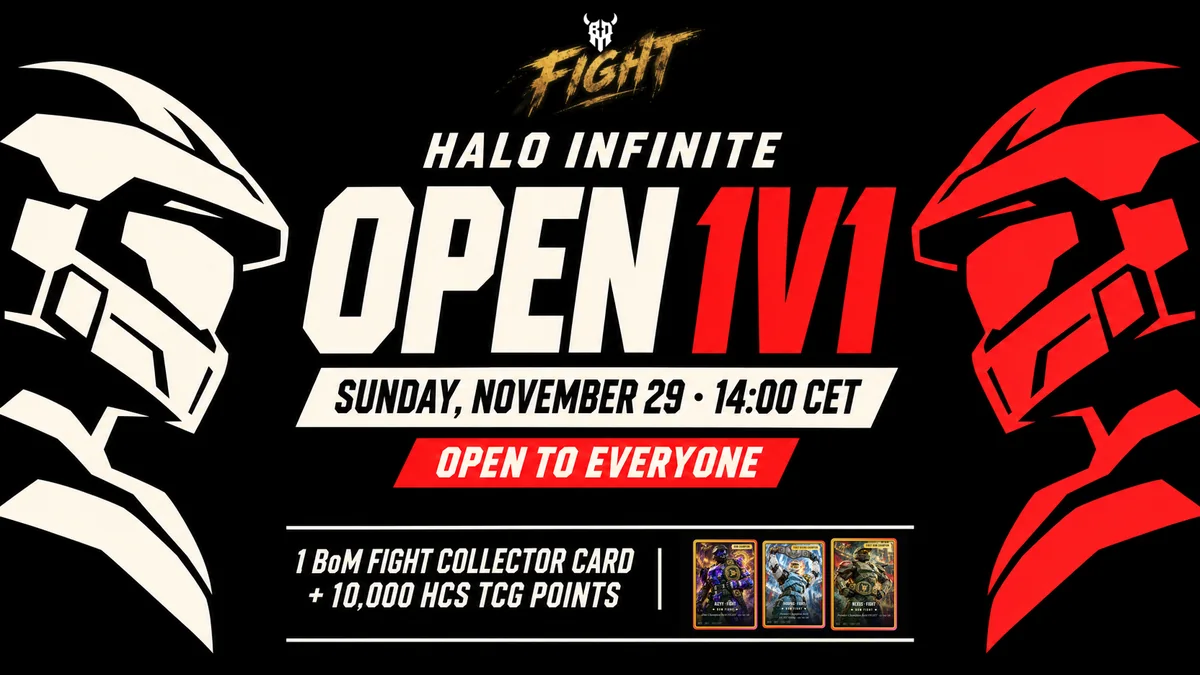 FIGHT
HALO INFINITE
OPEN 1V1
SUNDAY, NOVEMBER 29 • 14:00 CET
OPEN TO EVERYONE
1 BoM FIGHT COLLECTOR CARD
+ 10,000 HCS TCG POINTS